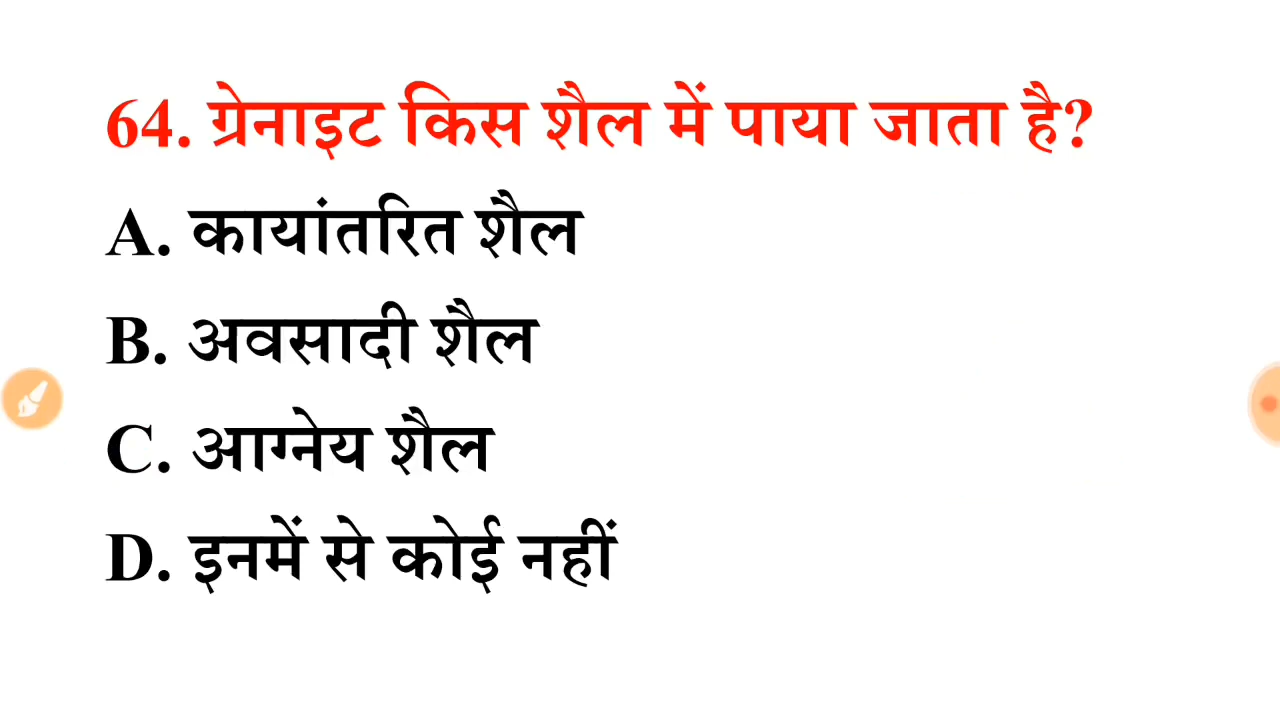 64. ग्रेनाइट किस शैल में पाया जाता है?
A. कायांतरित शैल
B. अवसादी शैल
C. आग्नेय शैल
D. इनमें से कोई नहीं